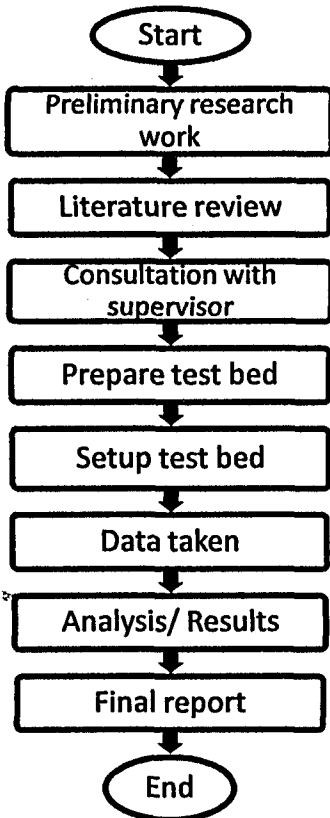 Start
Preliminary research
work
Literature review
Consultation with
supervisor
Prepare test bed
Setup test bed
Data taken
Analysis/ Results
Final report
End